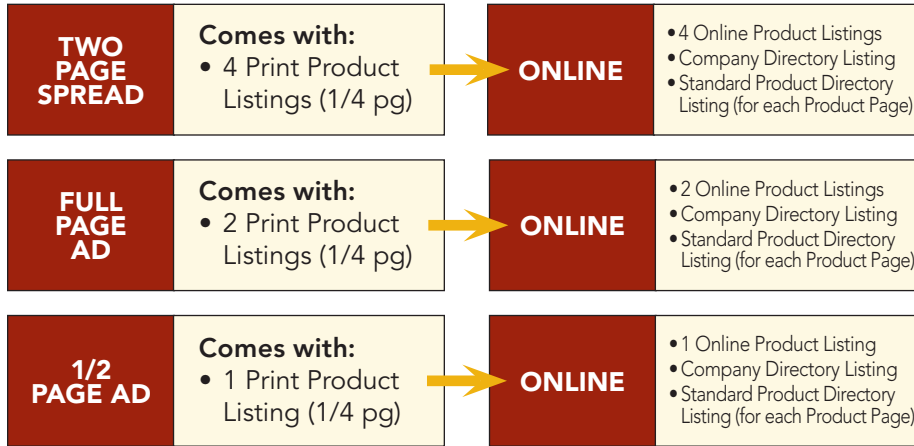 TWO
PAGE
SPREAD
Comes with:
• 4 Print Product
Listings (1/4 pg)
ONLINE
• 4 Online Product Listings
• Company Directory Listing
• Standard Product Directory
Listing (for each Product Page)
FULL
PAGE
AD
Comes with:
• 2 Print Product
Listings (1/4 pg)
ONLINE
• 2 Online Product Listings
• Company Directory Listing
• Standard Product Directory
Listing (for each Product Page)
1/2
PAGE AD
Comes with:
• 1 Print Product
Listing (1/4 pg)
ONLINE
• 1 Online Product Listing
• Company Directory Listing
• Standard Product Directory
Listing (for each Product Page)